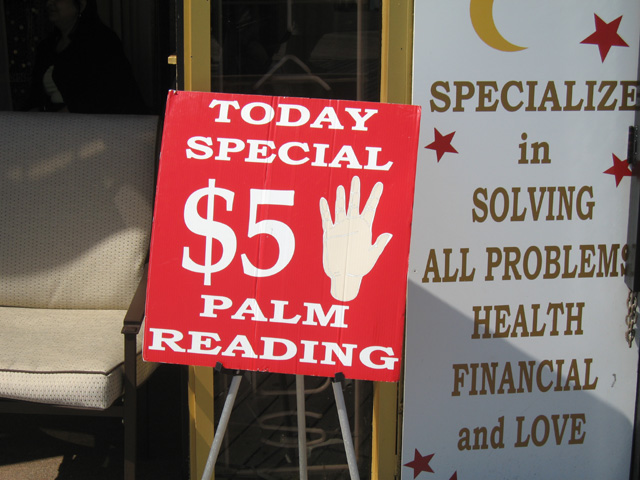 TODAY
SPECIAL
$5
PALM
READING
SPECIALIZE
in
SOLVING
ALL PROBLEMS
HEALTH
FINANCIAL
and LOVE